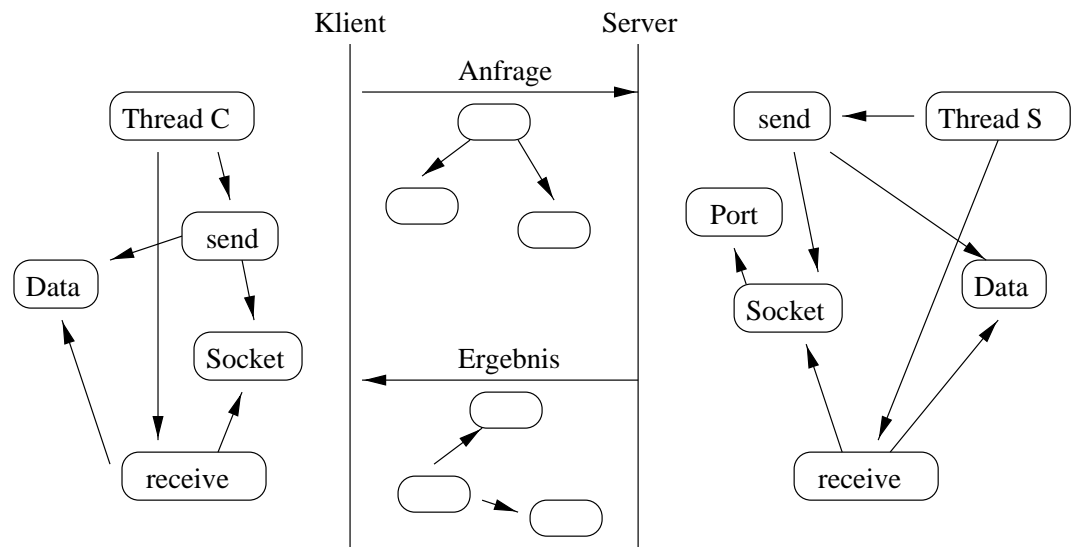 Klient
Server
Anfrage
Thread C
send
Thread S
send
Port
Data
Data
Socket
Socket
Ergebnis
receive
receive